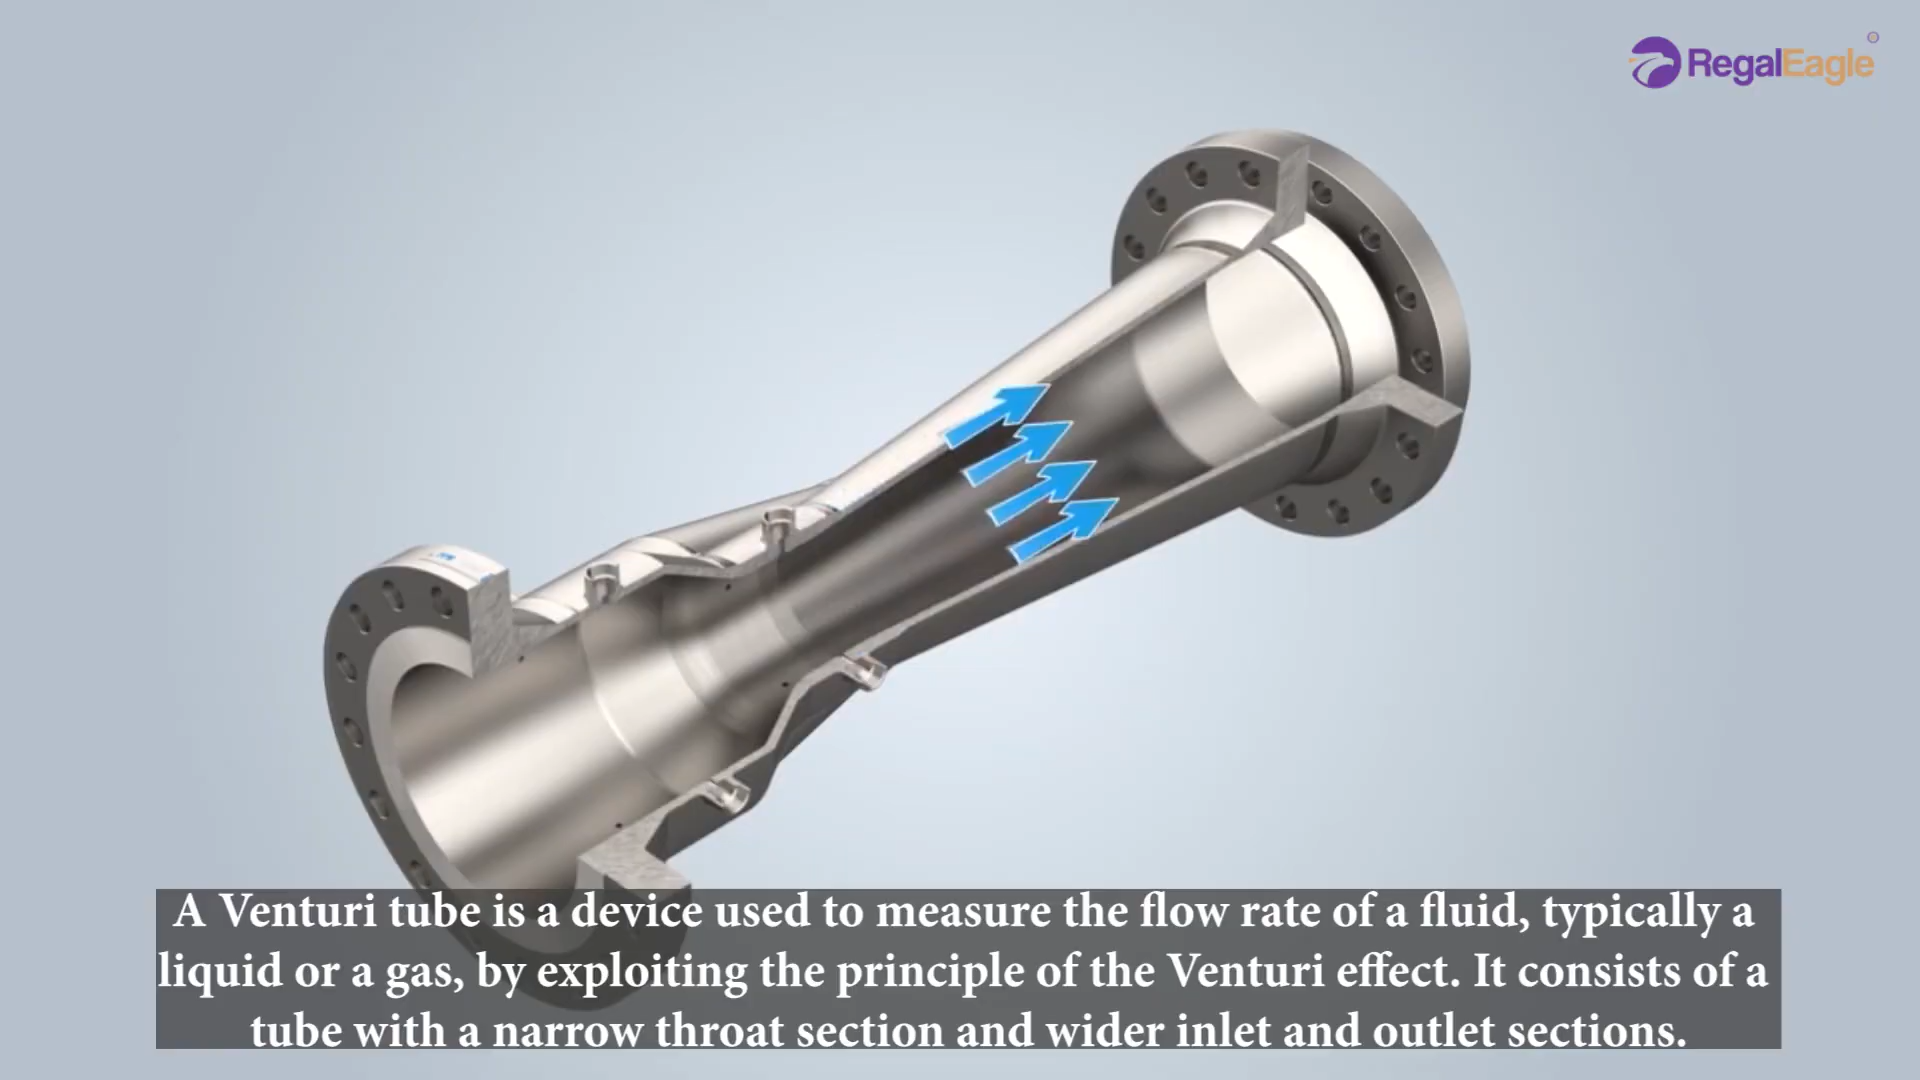 RegalEagle
A Venturi tube is a device used to measure the flow rate of a fluid, typically a
liquid or a gas, by exploiting the principle of the Venturi effect. It consists of a
tube with a narrow throat section and wider inlet and outlet sections.